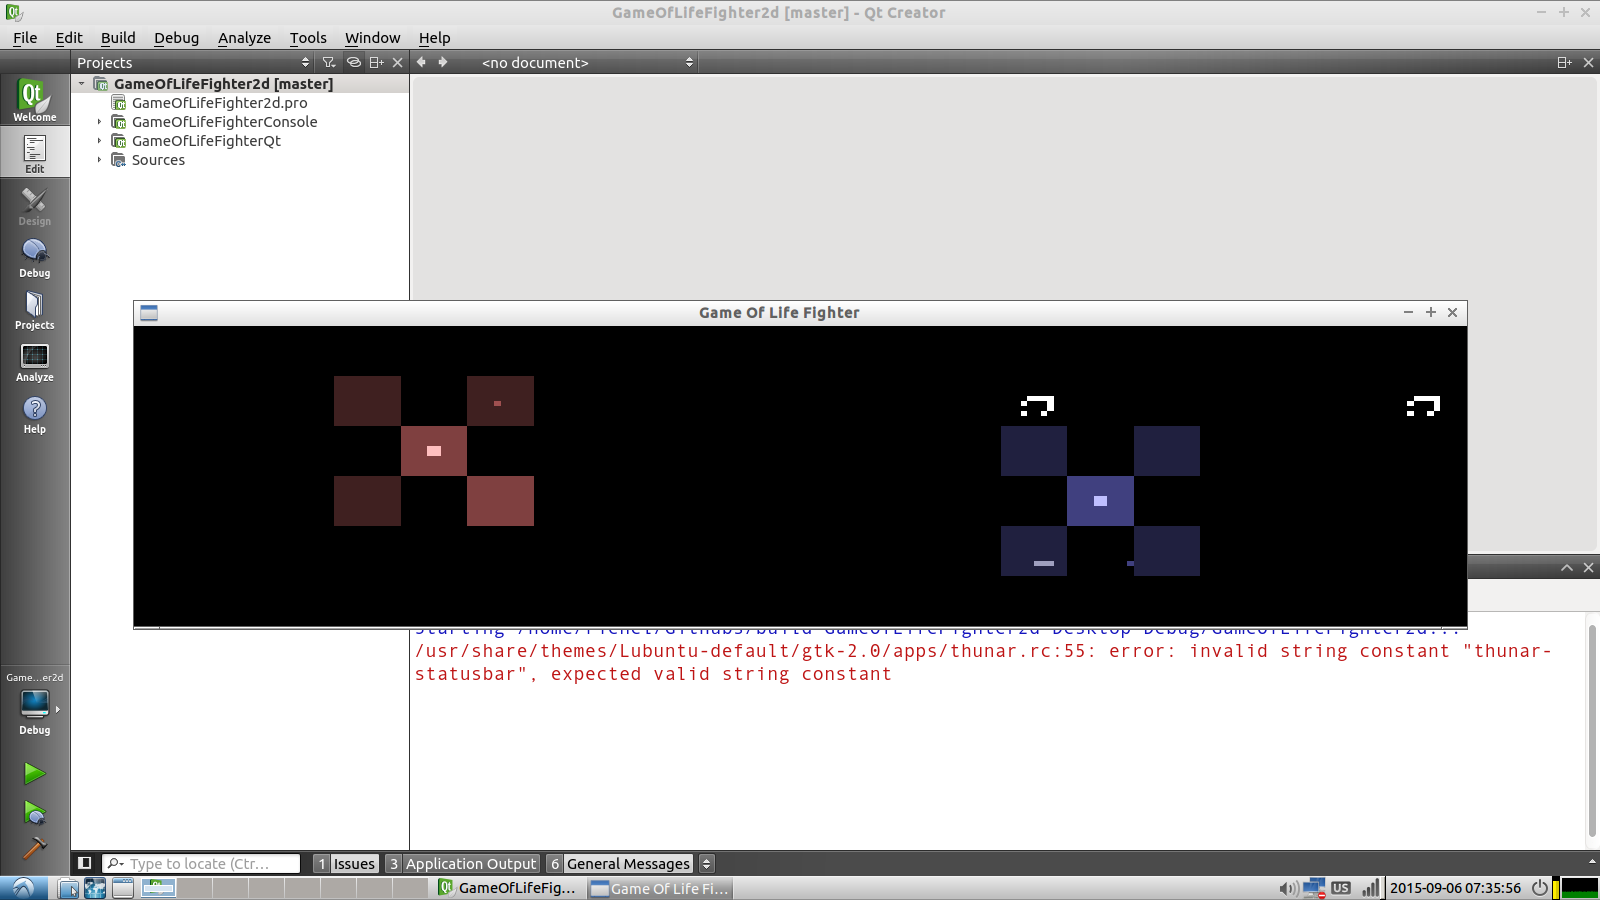 GameOfLifeFighter2d [master] - Qt Creator
File Edit Build Debug Analyze Tools Window Help
Projects
<no document>
GameOfLifeFighter2d [master]
GameOfLifeFighter2d.pro
GameOfLifeFighterConsole
GameOfLifeFighterQt
Sources
Qt
Welcome
Edit
Design
Debug
Projects
Analyze
Help
Game Of Life Fighter
/usr/share/themes/Lubuntu-default/gtk-2.0/apps/thunar.rc:55: error: invalid string constant "thunar-
statusbar", expected valid string constant
Game...er2d
Debug
Type to locate (Ctr...
1 Issues 3 Application Output 6 General Messages
GameOfLifeFig...
Game Of Life Fi...
US
2015-09-06 07:35:56